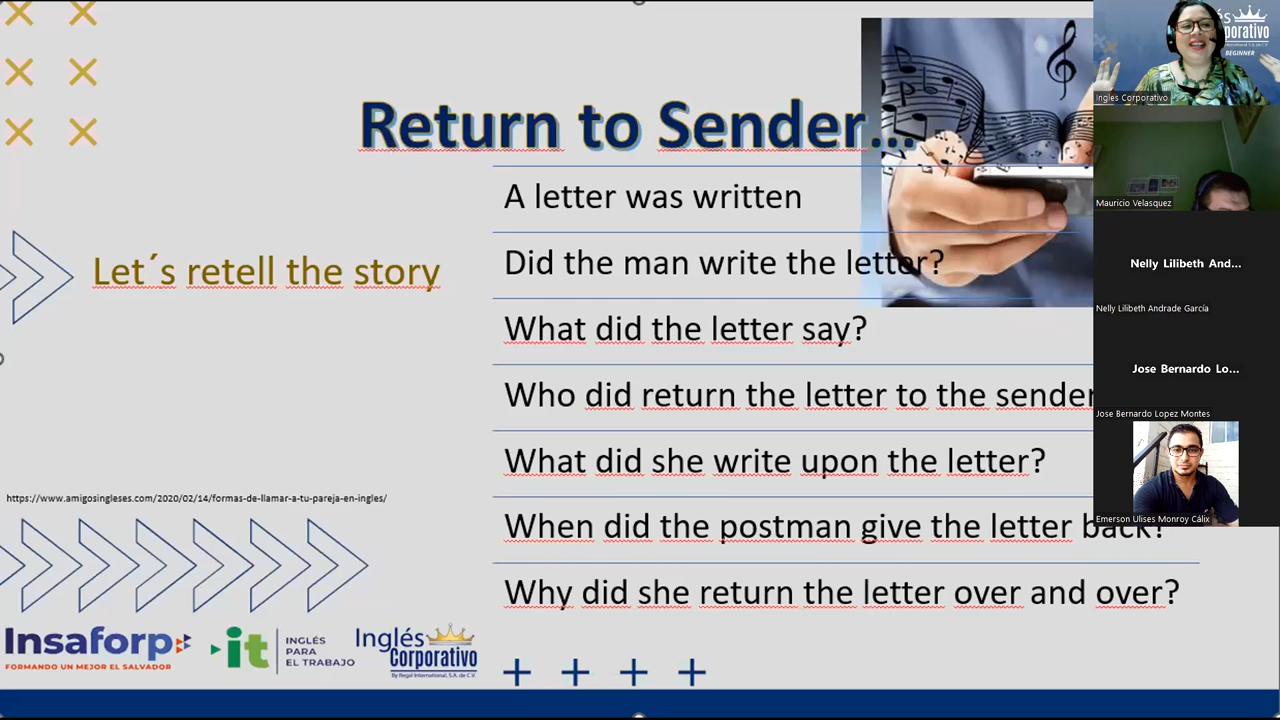 Return to Sender...
A letter was written
Let´s retell the story
Did the man write the letter?
What did the letter say?
Who did return the letter to the sender
What did she write upon the letter?
When did the postman give the letter back?
Why did she return the letter over and over?
https://www.amigosingleses.com/2020/02/14/formas-de-llamar-a-tu-pareja-en-ingles/
Insaforp
FORMANDO UN MEJOR EL SALVADOR
it
INGLÉS
PARA
EL TRABAJO
Inglés
Corporativo
By Regal International, S.A. de C.V.
BEGINNER
Ingles Corporativo
Mauricio Velasquez
Nelly Lilibeth And...
Nelly Lilibeth Andrade García
Jose Bernardo Lo...
Jose Bernardo Lopez Montes
Emerson Ulises Monroy Cálix